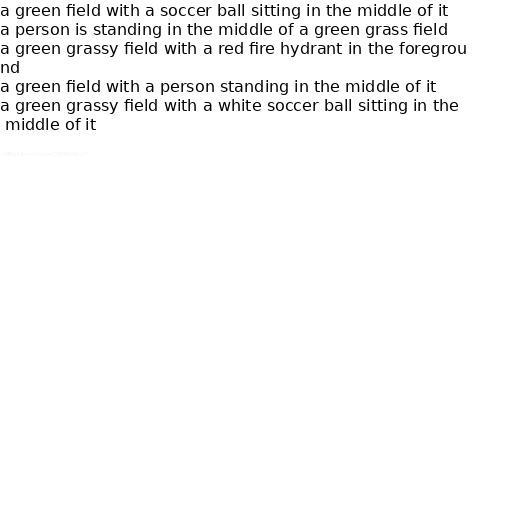 a green field with a soccer ball sitting in the middle of it
a person is standing in the middle of a green grass field
a green grassy field with a red fire hydrant in the foregrou
nd
a green field with a person standing in the middle of it
a green grassy field with a white soccer ball sitting in the
 middle of it